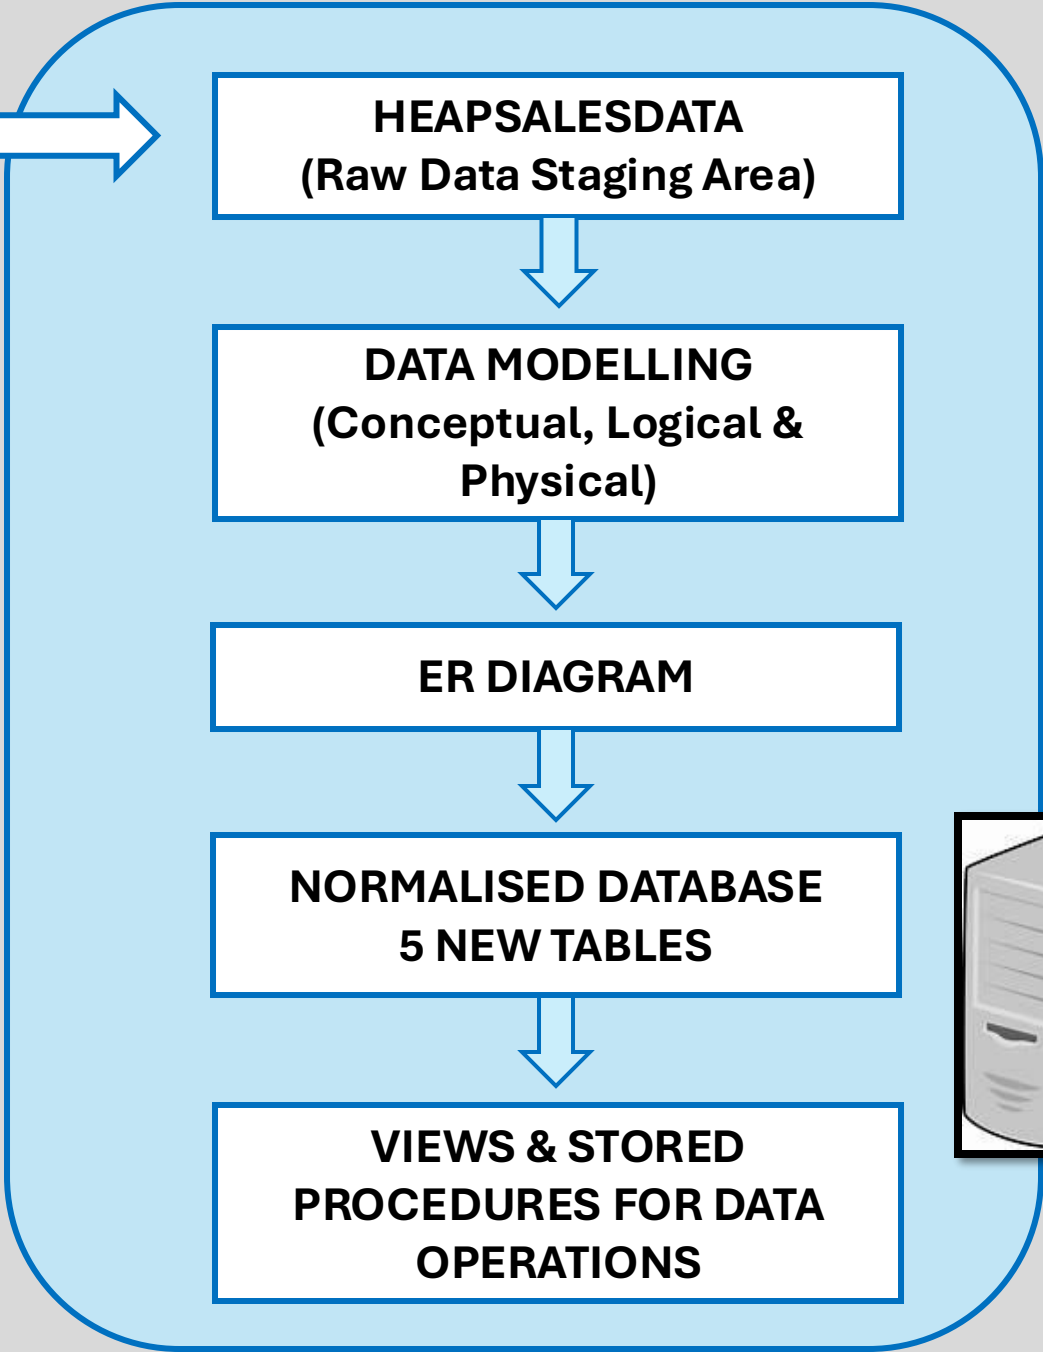 HEAPSALESDATA
(Raw Data Staging Area)
DATA MODELLING
(Conceptual, Logical &
Physical)
ER DIAGRAM
NORMALISED DATABASE
5 NEW TABLES
VIEWS & STORED
PROCEDURES FOR DATA
OPERATIONS